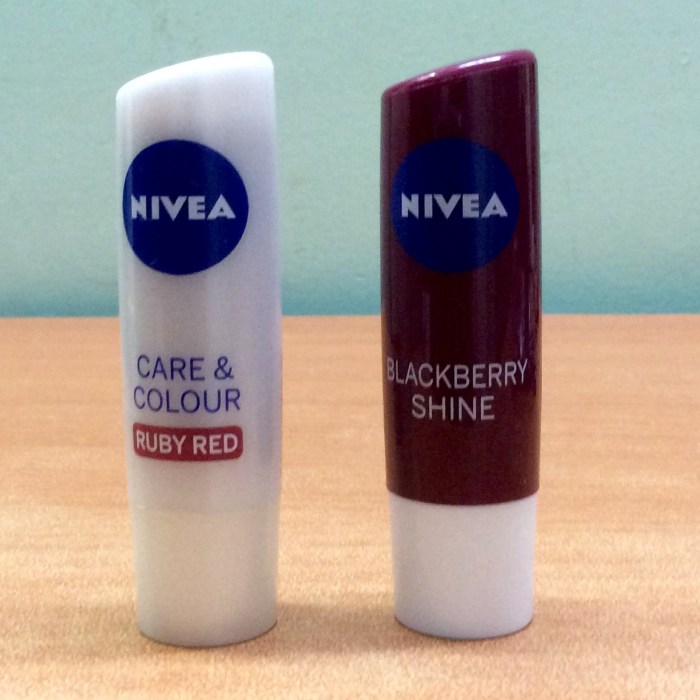 NIVEA
CARE &
COLOUR
RUBY RED
NIVEA
BLACKBERRY
SHINE